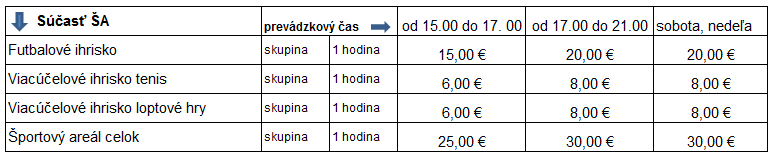 Súčasť ŠA prevádzkový čas od 15.00 do 17. 00 od 17.00 do 21.00 sobota, nedeľa
Futbalové ihrisko skupina 1 hodina 15,00 € 20,00 € 20,00 €
Viacúčelové ihrisko tenis skupina 1 hodina 6,00 € 8,00 € 8,00 €
Viacúčelové ihrisko loptové hry skupina 1 hodina 6,00 € 8,00 € 8,00 €
Športový areál celok skupina 1 hodina 25,00 € 30,00 € 30,00 €